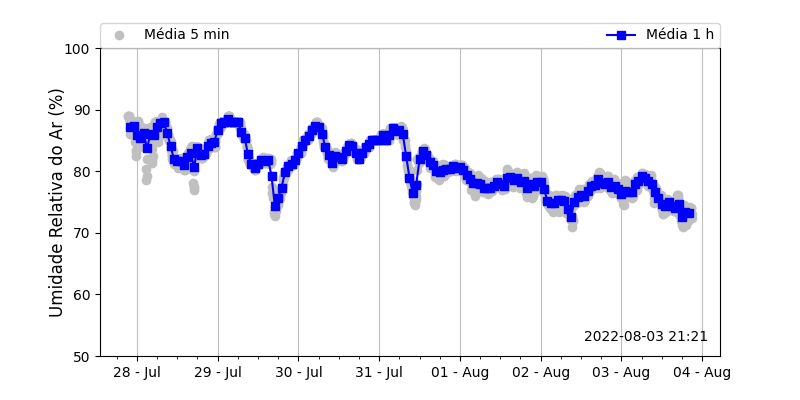 Média 5 min Média 1 h
Umidade Relativa do Ar (%)
100
90
80
70
60
50
2022-08-03 21:21
28 - Jul 29 - Jul 30 - Jul 31 - Jul 01 - Aug 02 - Aug 03 - Aug 04 - Aug